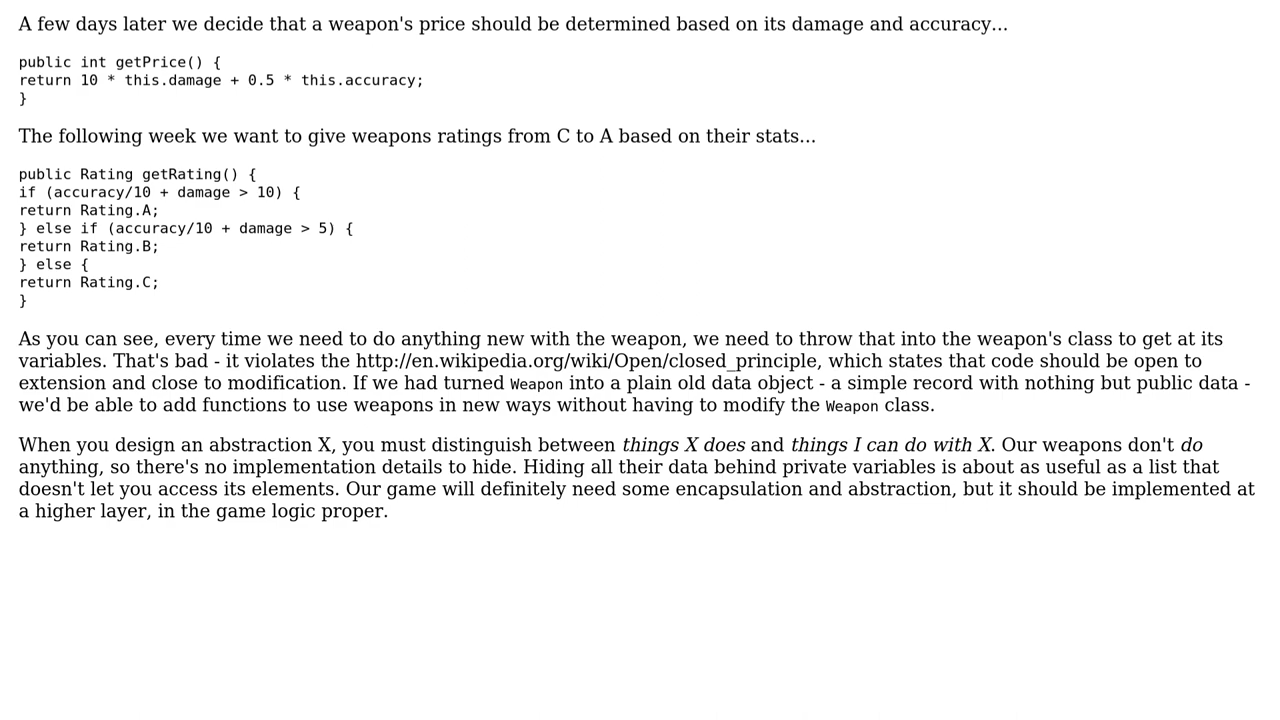 A few days later we decide that a weapon's price should be determined based on its damage and accuracy...
public int getPrice() {
return 10 * this.damage + 0.5 * this.accuracy;
}
The following week we want to give weapons ratings from C to A based on their stats...
public Rating getRating() {
if (accuracy/10 + damage > 10) {
return Rating.A;
} else if (accuracy/10 + damage > 5) {
return Rating.B;
} else {
return Rating.C;
}
As you can see, every time we need to do anything new with the weapon, we need to throw that into the weapon's class to get at its
variables. That's bad - it violates the http://en.wikipedia.org/wiki/Open/closed_principle, which states that code should be open to
extension and close to modification. If we had turned Weapon into a plain old data object - a simple record with nothing but public data -
we'd be able to add functions to use weapons in new ways without having to modify the Weapon class.
When you design an abstraction X, you must distinguish between things X does and things I can do with X. Our weapons don't do
anything, so there's no implementation details to hide. Hiding all their data behind private variables is about as useful as a list that
doesn't let you access its elements. Our game will definitely need some encapsulation and abstraction, but it should be implemented at
a higher layer, in the game logic proper.